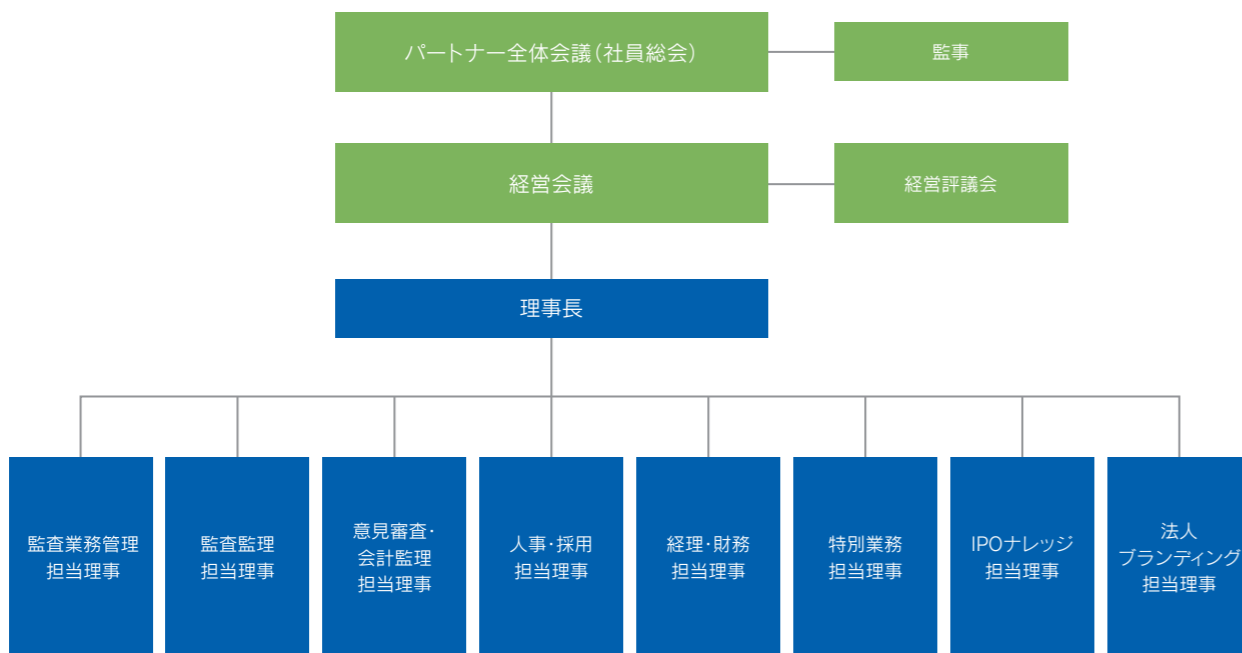 パートナー全体会議（社員総会）
監事
経営会議
経営評議会
理事長
監査業務管理
担当理事
監査監理
担当理事
意見審査・
会計監理
担当理事
人事・採用
担当理事
経理・財務
担当理事
特別業務
担当理事
IPOナレッジ
担当理事
法人
ブランディング
担当理事